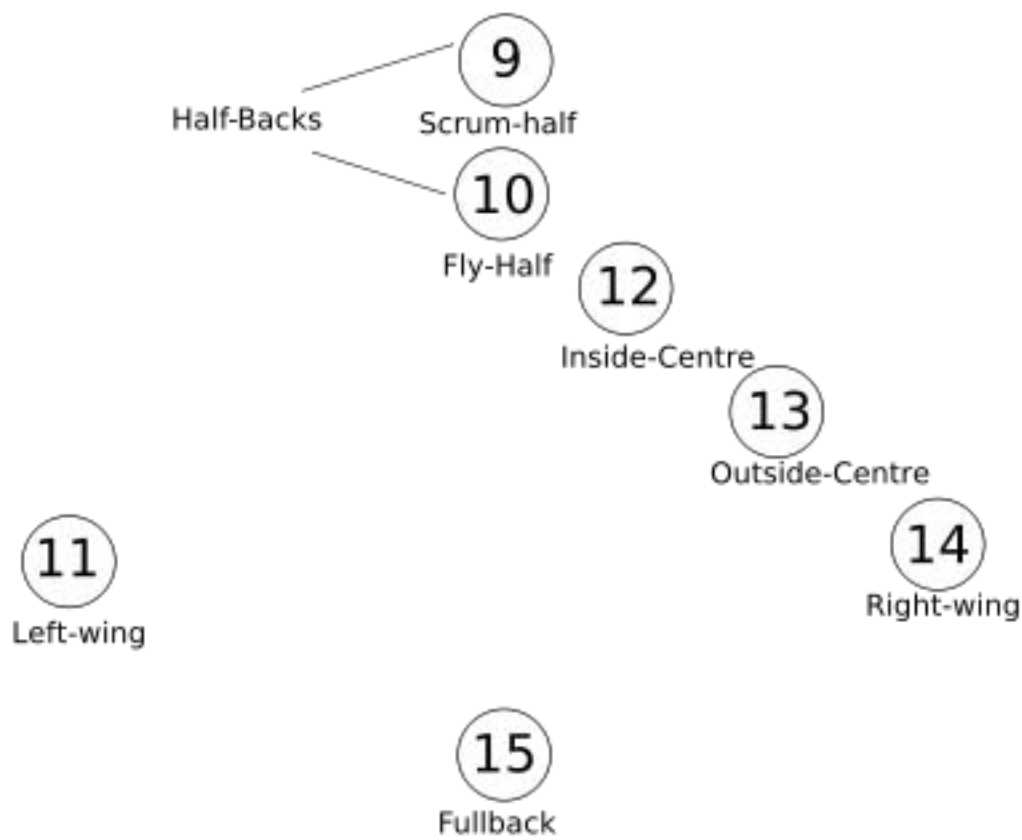 9
Half-Backs
Scrum-half
10
Fly-Half
12
Inside-Centre
13
Outside-Centre
11
14
Right-wing
Left-wing
15
Fullback